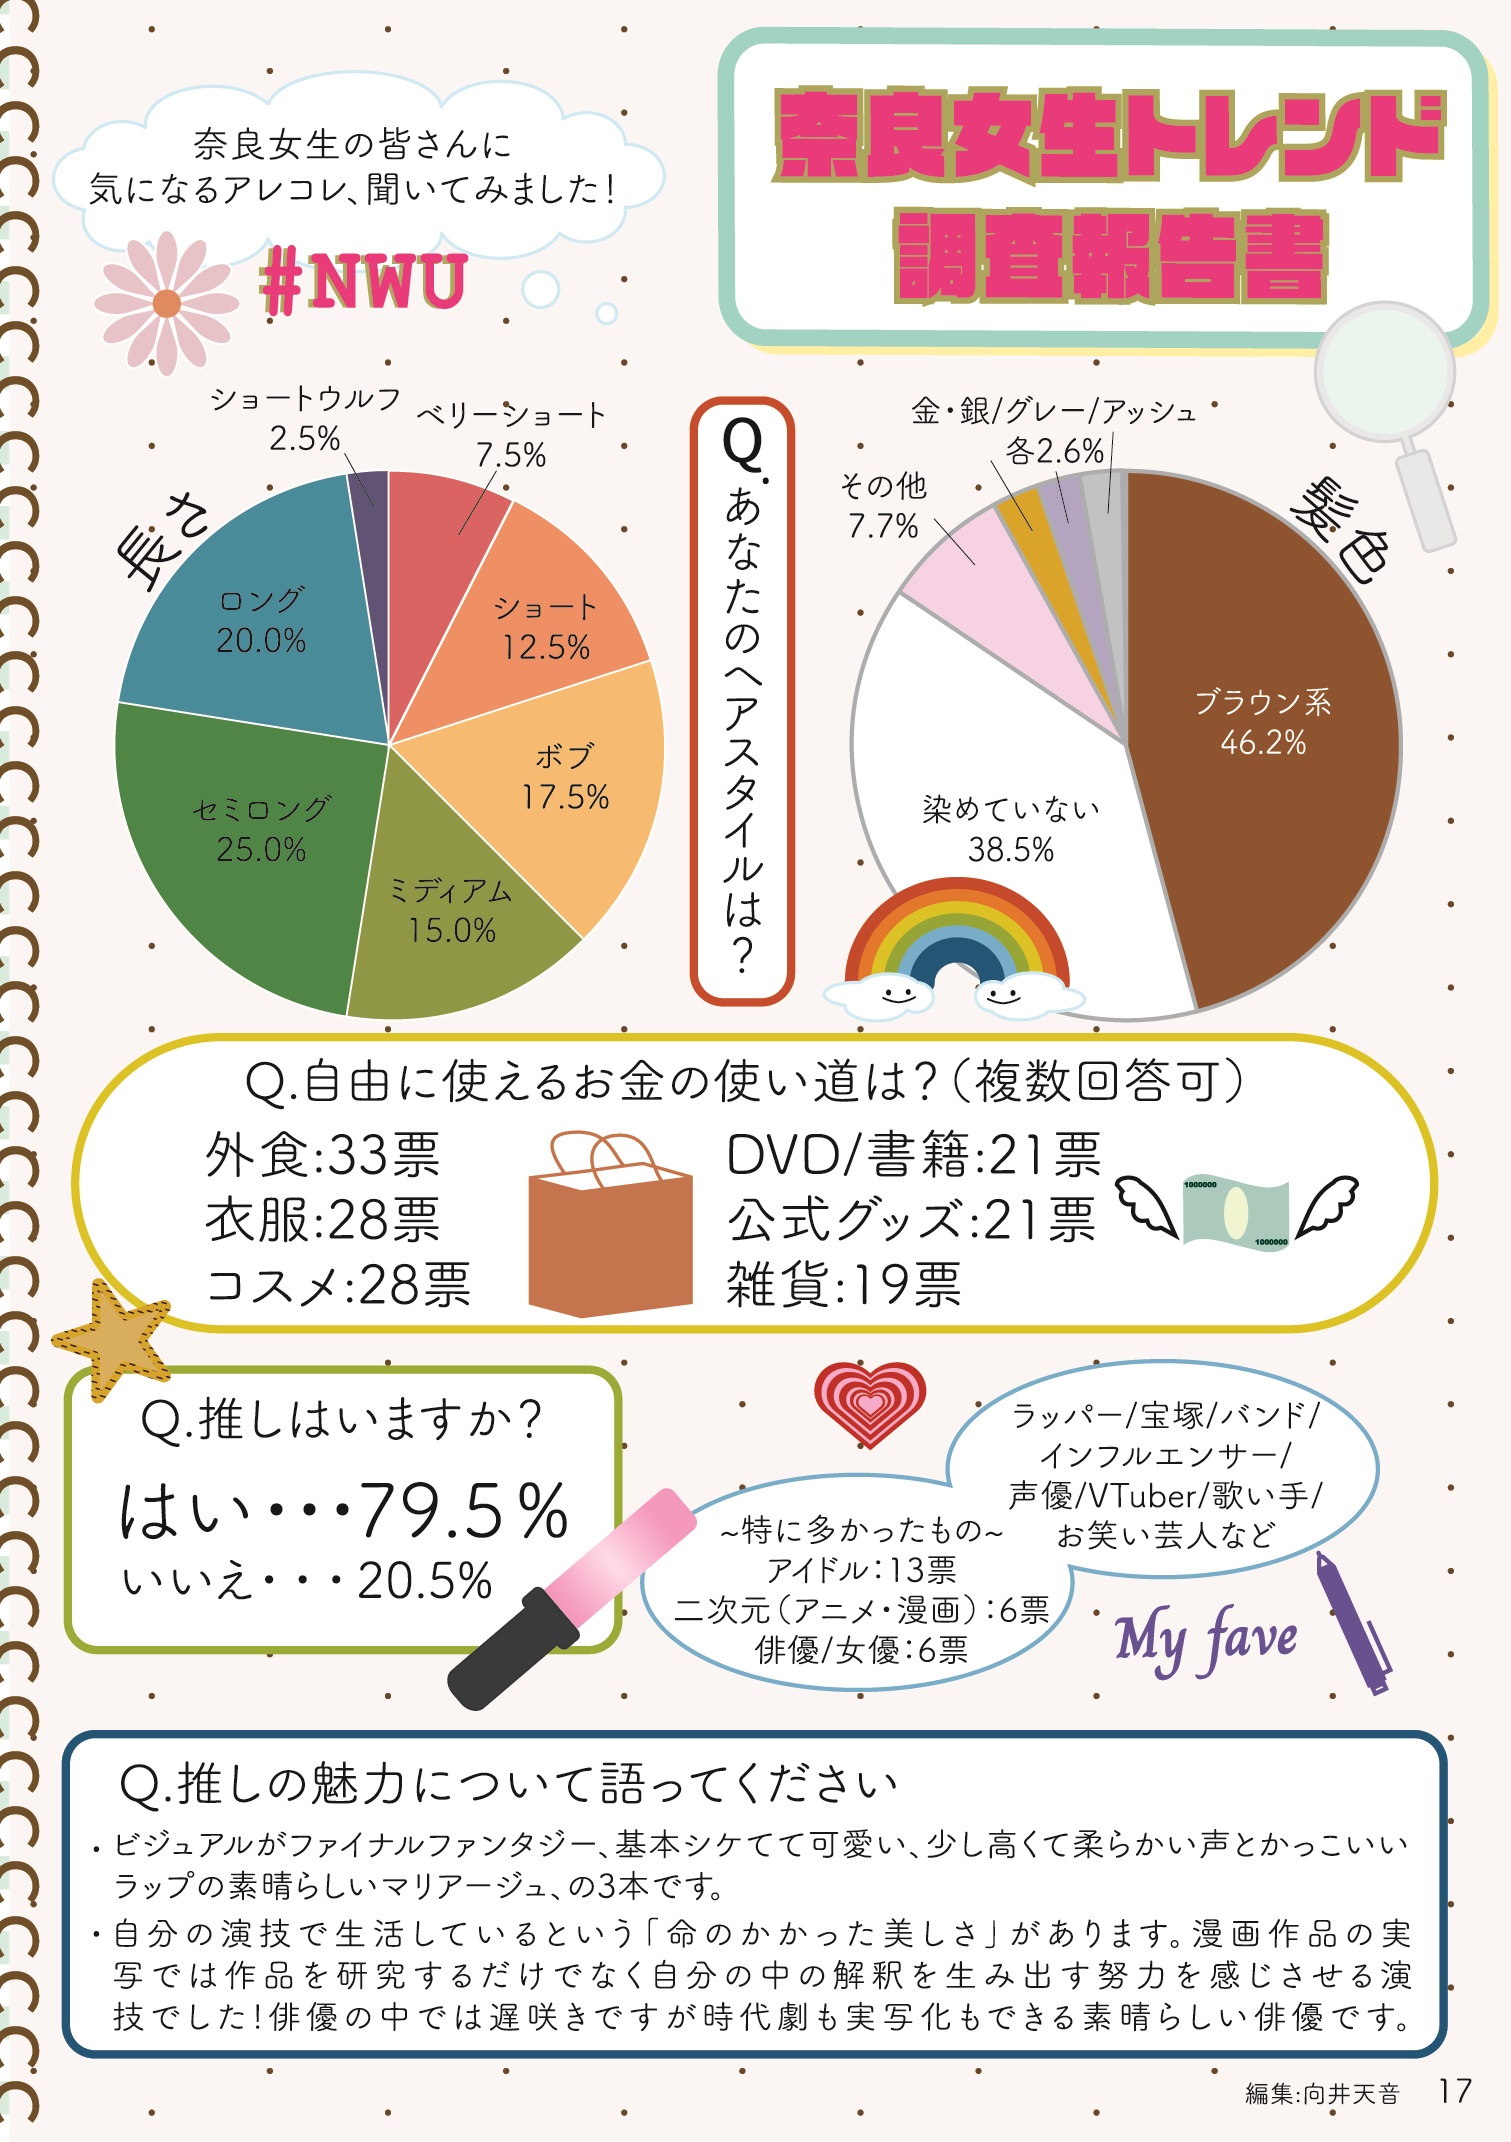 奈良女生の皆さんに
気になるアレコレ、聞いてみました!
#NWU
奈良女生トレンド
調査報告書
長さ
ショートウルフ
2.5%
ベリーショート
7.5%
ショート
12.5%
ボブ
17.5%
ミディアム
15.0%
セミロング
25.0%
ロング
20.0%
Q.あなたのヘアスタイルは?
髪色
金・銀/グレー/アッシュ
各2.6%
その他
7.7%
ブラウン系
46.2%
染めていない
38.5%
Q.自由に使えるお金の使い道は?(複数回答可)
外食:33票
衣服:28票
コスメ:28票
DVD/書籍:21票
公式グッズ:21票
雑貨:19票
1000000
1000000
Q.推しはいますか?
はい・・・79.5%
いいえ・・・20.5%
~特に多かったもの~
アイドル:13票
二次元(アニメ・漫画):6票
俳優/女優:6票
ラッパー/宝塚/バンド/
インフルエンサー/
声優/VTuber/歌い手/
お笑い芸人など
My fave
Q.推しの魅力について語ってください
・ビジュアルがファイナルファンタジー、基本シケてて可愛い、少し高くて柔らかい声とかっこいい
ラップの素晴らしいマリアージュ、の3本です。
・自分の演技で生活しているという「命のかかった美しさ」があります。漫画作品の実
写では作品を研究するだけでなく自分の中の解釈を生み出す努力を感じさせる演
技でした!俳優の中では遅咲きですが時代劇も実写化もできる素晴らしい俳優です。
編集:向井天音 17